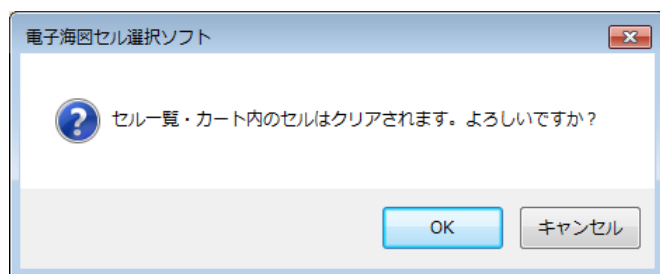 電子海図セル選択ソフト
セル一覧・カート内のセルはクリアされます。よろしいですか？
OK
キャンセル